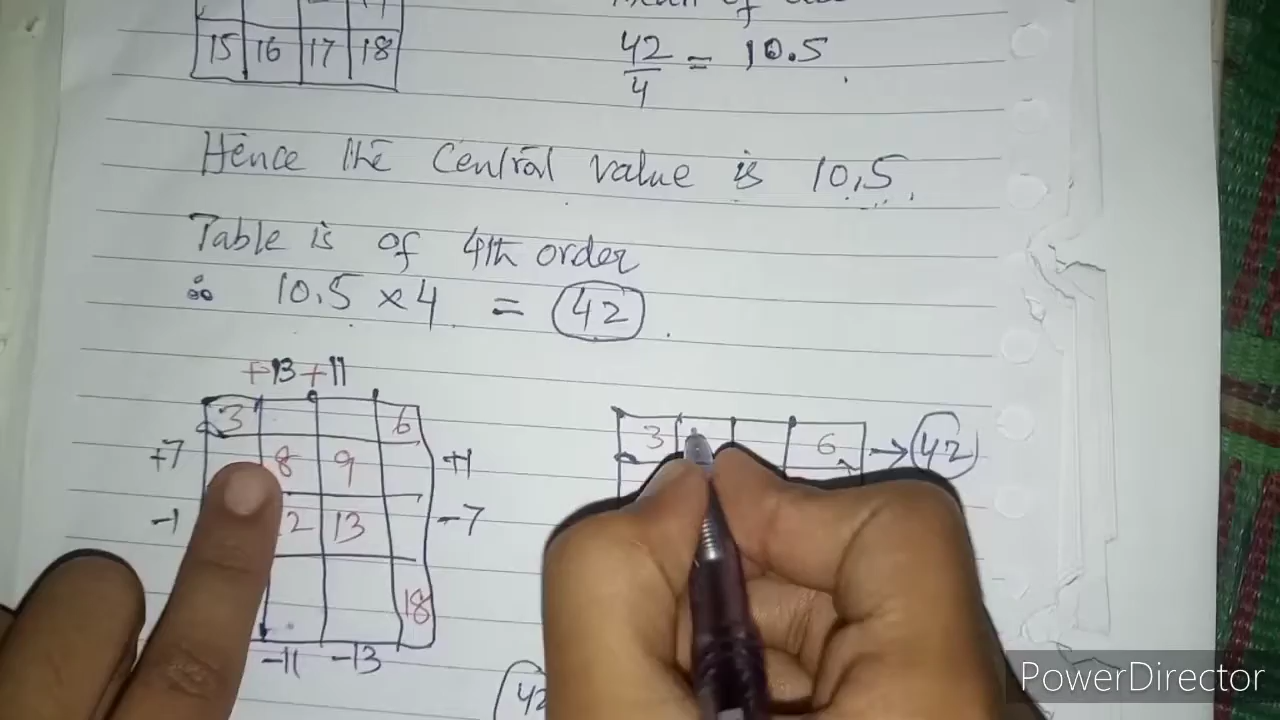 15 16 17 18
42
4
= 10.5
Hence the Central value is 10.5.
Table is of 4th order
∴ 10.5 × 4 = 42.
+13 +11
3 6
+7 8 9 +1
-1 2 13 -7
18
-11 -13
3 6 → 42
42
PowerDirector